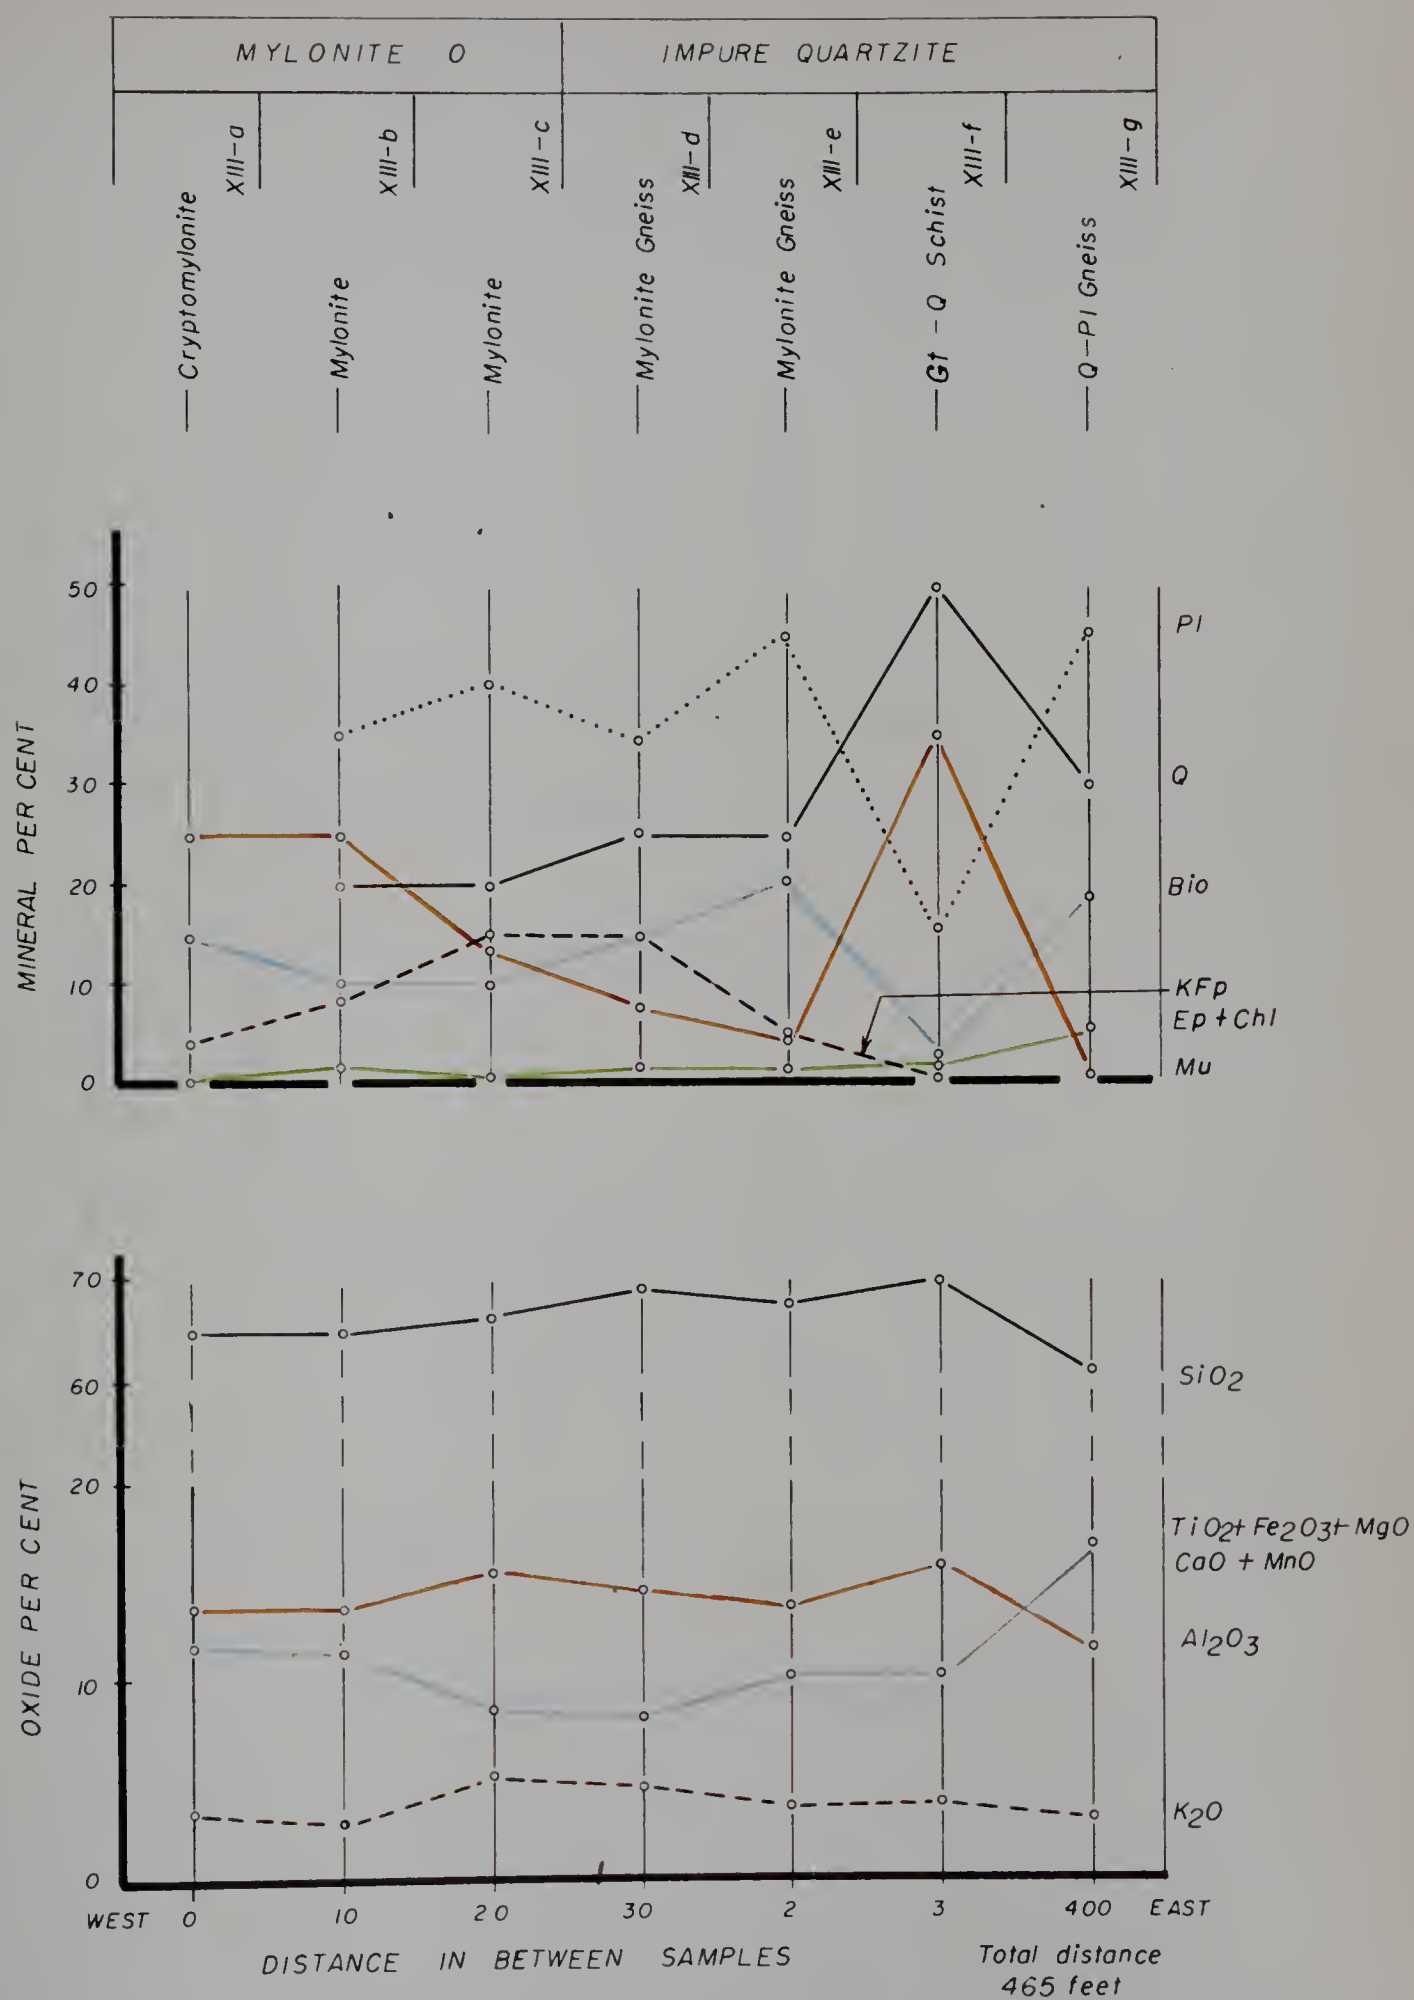 MYLONITE O
IMPURE QUARTZITE
XIII-a
XIII-b
XIII-c
XIII-d
XIII-e
XIII-f
XIII-g
Cryptomylonite
Mylonite
Mylonite
Mylonite Gneiss
Mylonite Gneiss
Gt - Q Schist
Q-Pl Gneiss
MINERAL PER CENT
50
40
30
20
10
0
Pl
Q
Bio
KFp
Ep + Chl
Mu
OXIDE PER CENT
70
60
20
10
0
SiO2
TiO2+ Fe2O3+ MgO
CaO + MnO
Al2O3
K2O
WEST 0 10 20 30 2 3 400 EAST
DISTANCE IN BETWEEN SAMPLES
Total distance
465 feet